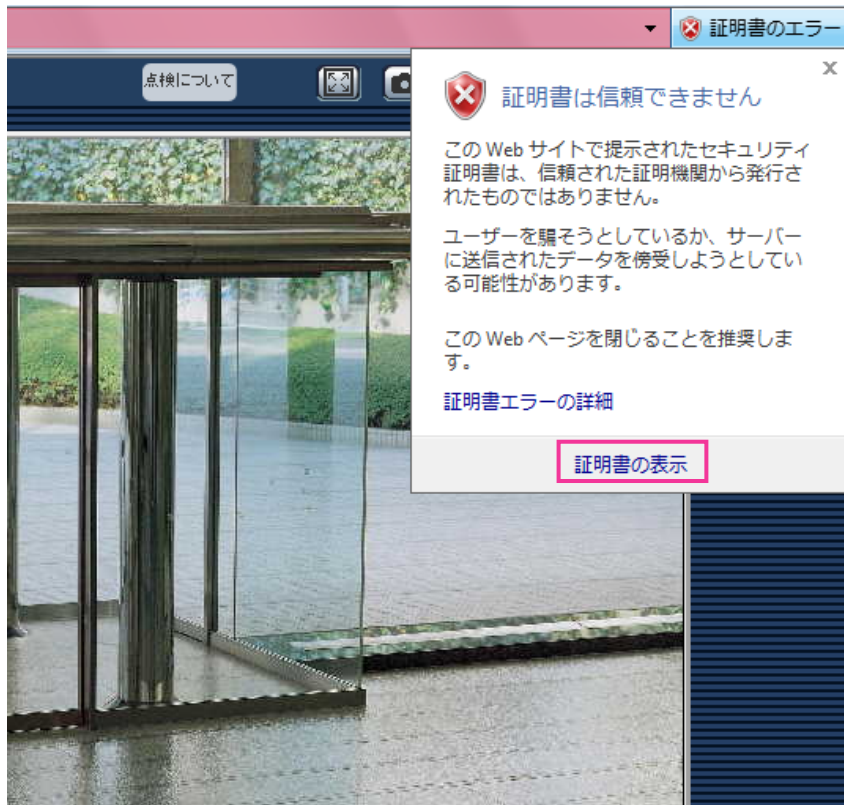 証明書のエラー
点検について
証明書は信頼できません
この Web サイトで提示されたセキュリティ
証明書は、信頼された証明機関から発行さ
れたものではありません。
ユーザーを騙そうとしているか、サーバー
に送信されたデータを傍受しようとしてい
る可能性があります。
この Web ページを閉じることを推奨しま
す。
証明書エラーの詳細
証明書の表示